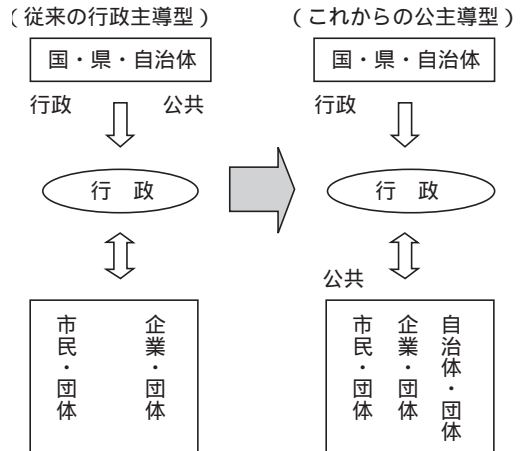 (従来の行政主導型)
国・県・自治体
行政 公共
行 政
市民・団体
企業・団体
(これからの公主導型)
国・県・自治体
行政
行 政
公共
市民・団体
企業・団体
自治体・団体